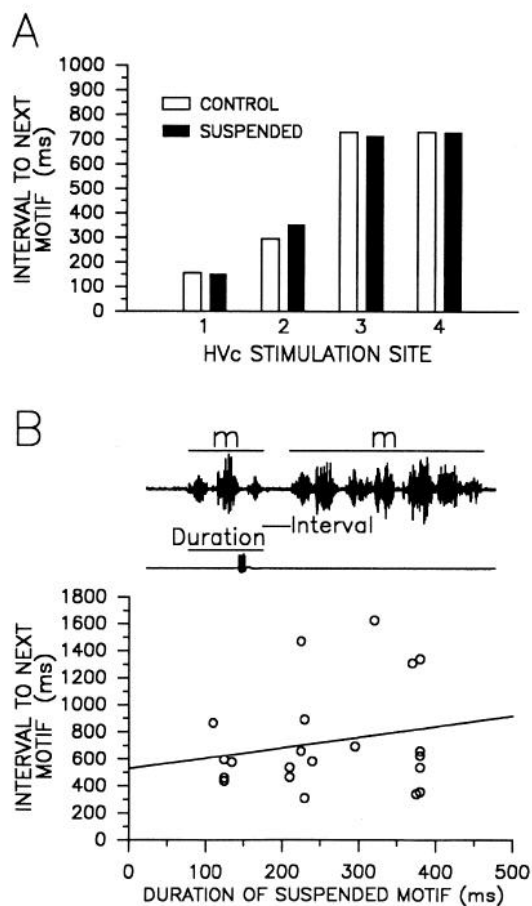 A
INTERVAL TO NEXT
MOTIF (ms)
1000
900
800
700
600
500
400
300
200
100
0
CONTROL
SUSPENDED
1 2 3 4
HVc STIMULATION SITE
B
m m
Interval
Duration
INTERVAL TO NEXT
MOTIF (ms)
1800
1600
1400
1200
1000
800
600
400
200
0
0 100 200 300 400 500
DURATION OF SUSPENDED MOTIF (ms)